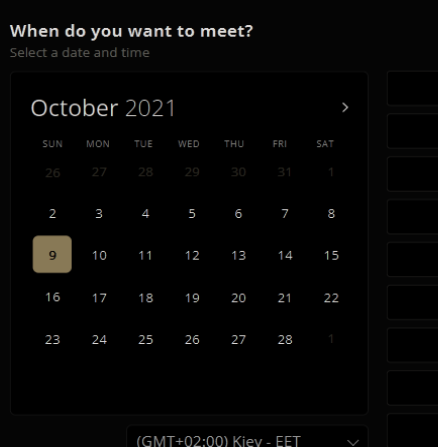 When do you want to meet?
Select a date and time
October 2021
SUN MON TUE WED THU FRI SAT
26 27 28 29 30 31 1
2 3 4 5 6 7 8
9 10 11 12 13 14 15
16 17 18 19 20 21 22
23 24 25 26 27 28 1
(GMT+02:00) Kiev - EET